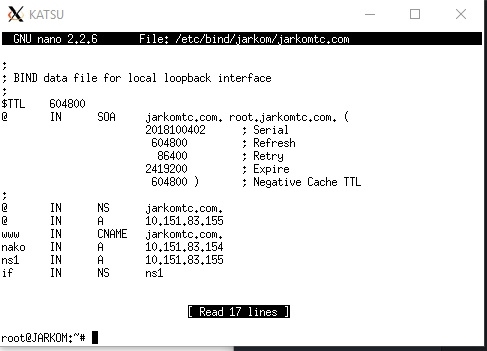 KATSU
GNU nano 2.2.6 File: /etc/bind/jarkom/jarkomtc.com
;
; BIND data file for local loopback interface
;
$TTL 604800
@ IN SOA jarkomtc.com. root.jarkomtc.com. (
2018100402 ; Serial
604800 ; Refresh
86400 ; Retry
2419200 ; Expire
604800 ) ; Negative Cache TTL
;
@ IN NS jarkomtc.com.
@ IN A 10.151.83.155
www IN CNAME jarkomtc.com.
nako IN A 10.151.83.154
ns1 IN A 10.151.83.155
if IN NS ns1
[ Read 17 lines ]
root@JARKOM:~#